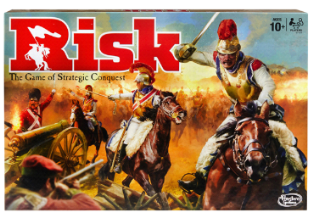 Risk
The Game of Strategic Conquest
AGES
10+
Hasbro
Gaming